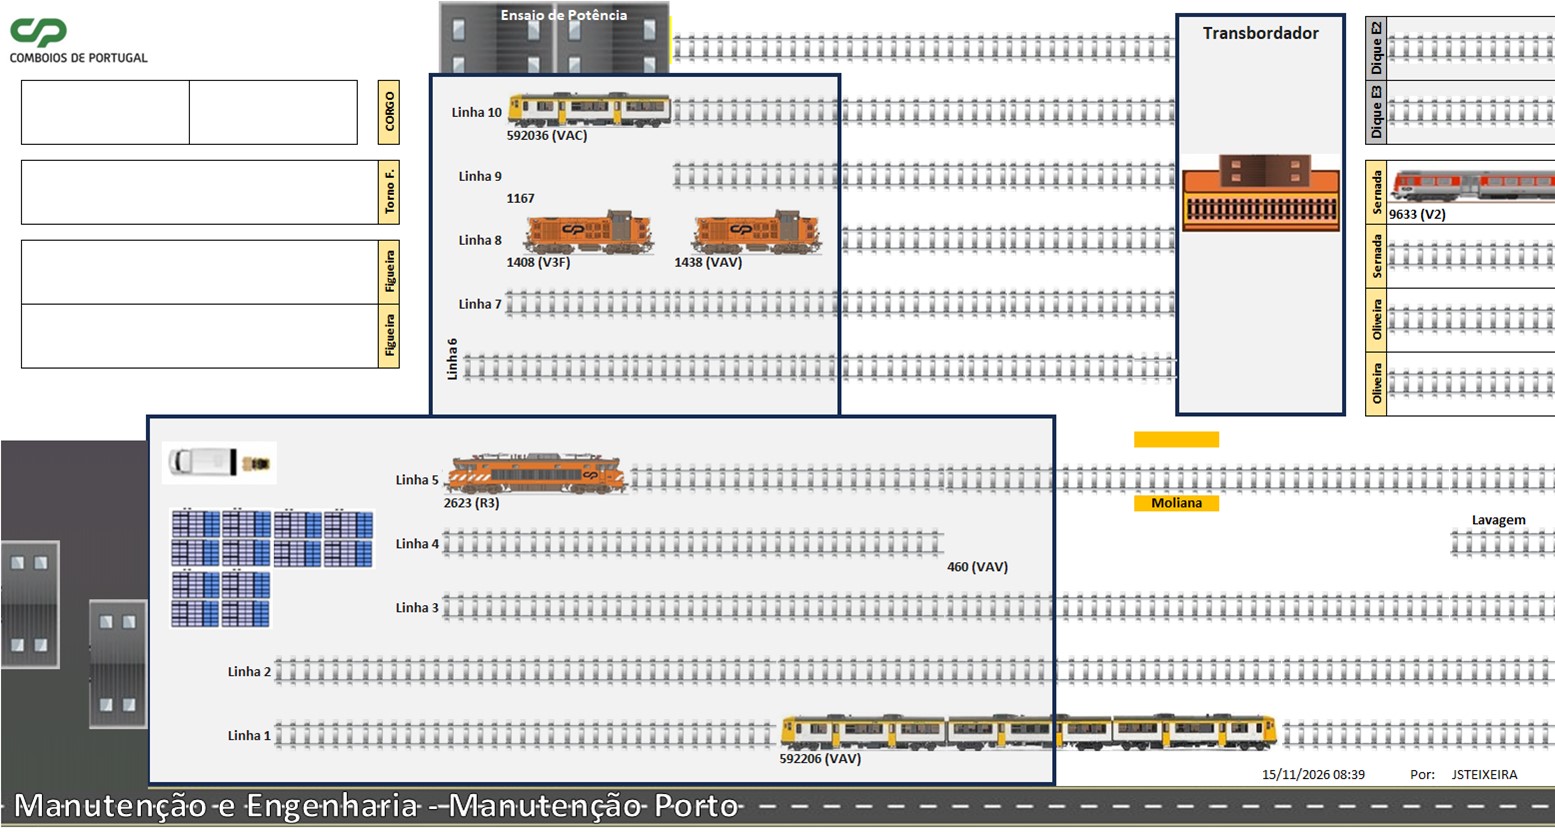 Ensaio de Potência
Transbordador
Dique E2
Dique E3
CP
COMBOIOS DE PORTUGAL
CORGO
Torno F.
Figueira
Figueira
Linha 10
592036 (VAC)
Linha 9
1167
Linha 8
1408 (V3F)
1438 (VAV)
Linha 7
Linha 6
Sernada
9633 (V2)
Sernada
Oliveira
Oliveira
Linha 5
2623 (R3)
Moliana
Lavagem
Linha 4
460 (VAV)
Linha 3
Linha 2
Linha 1
592206 (VAV)
15/11/2026 08:39 Por: JSTEIXEIRA
Manutenção e Engenharia - Manutenção Porto